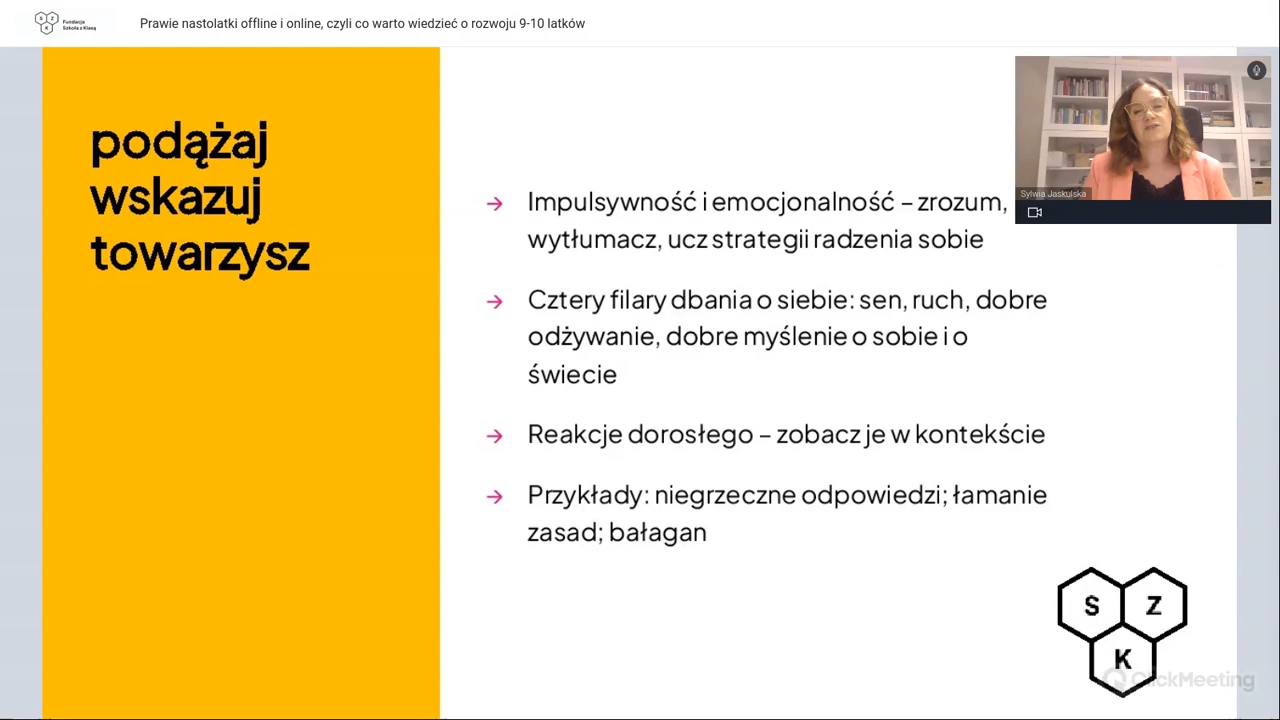 S Z K Fundacja Szkoła z Klasą
Prawie nastolatki offline i online, czyli co warto wiedzieć o rozwoju 9-10 latków
podążaj
wskazuj
towarzysz
→ Impulsywność i emocjonalność – zrozum,
wytłumacz, ucz strategii radzenia sobie
→ Cztery filary dbania o siebie: sen, ruch, dobre
odżywanie, dobre myślenie o sobie i o
świecie
→ Reakcje dorosłego – zobacz je w kontekście
→ Przykłady: niegrzeczne odpowiedzi; łamanie
zasad; bałagan
Sylwia Jaskulska
S Z
K
ClickMeeting